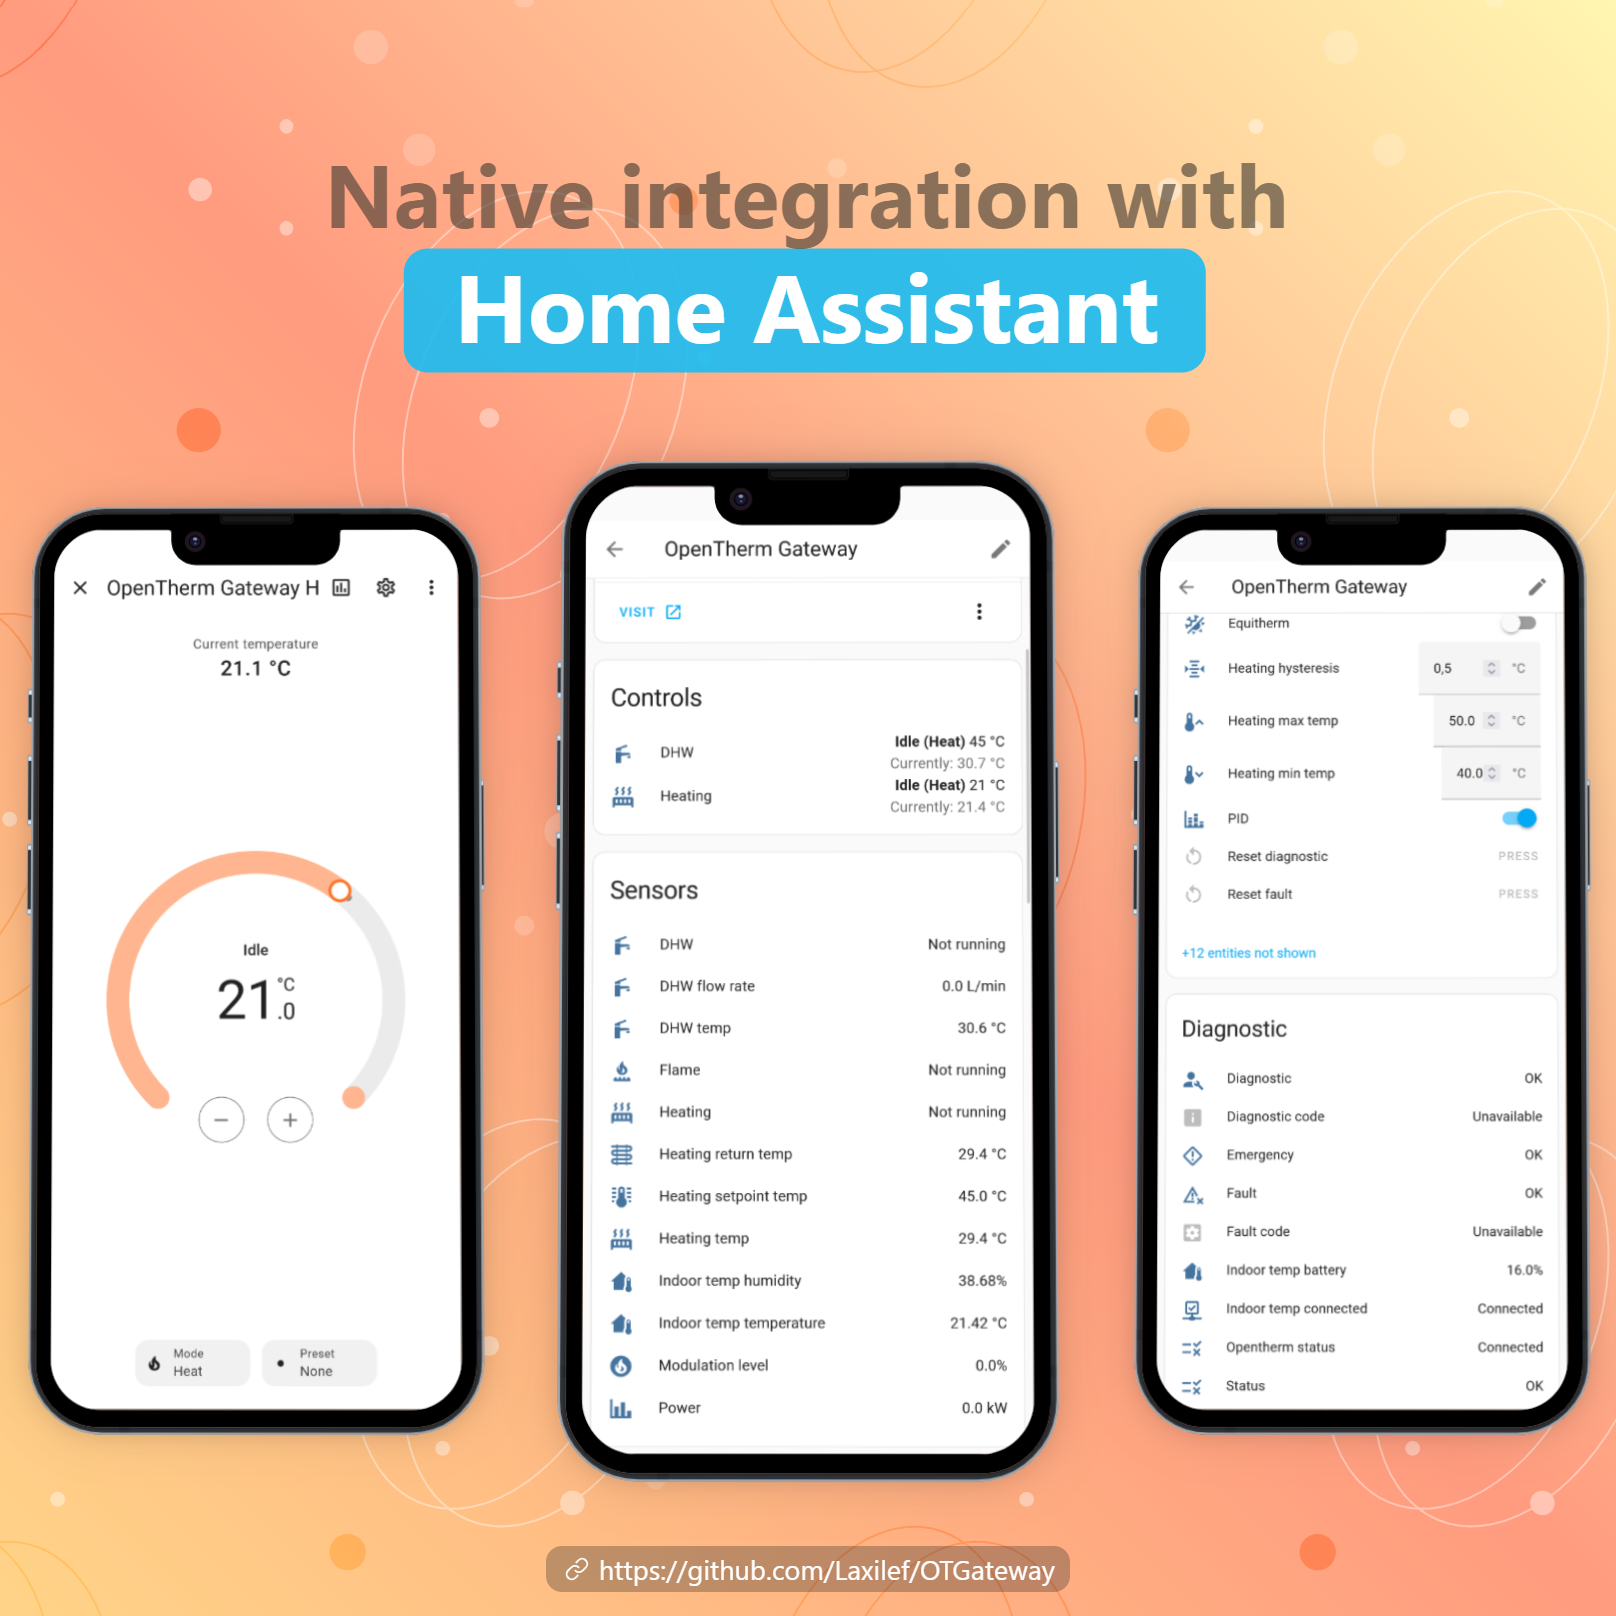 Native integration with
Home Assistant
OpenTherm Gateway H
Current temperature
21.1 °C
Idle
21.0 °C
Mode
Heat
Preset
None
OpenTherm Gateway
VISIT
Controls
DHW
Idle (Heat) 45 °C
Currently: 30.7 °C
Heating
Idle (Heat) 21 °C
Currently: 21.4 °C
Sensors
DHW Not running
DHW flow rate 0.0 L/min
DHW temp 30.6 °C
Flame Not running
Heating Not running
Heating return temp 29.4 °C
Heating setpoint temp 45.0 °C
Heating temp 29.4 °C
Indoor temp humidity 38.68%
Indoor temp temperature 21.42 °C
Modulation level 0.0%
Power 0.0 kW
OpenTherm Gateway
Equitherm
Heating hysteresis 0,5 °C
Heating max temp 50.0 °C
Heating min temp 40.0 °C
PID
Reset diagnostic PRESS
Reset fault PRESS
+12 entities not shown
Diagnostic
Diagnostic OK
Diagnostic code Unavailable
Emergency OK
Fault OK
Fault code Unavailable
Indoor temp battery 16.0%
Indoor temp connected Connected
Opentherm status Connected
Status OK
https://github.com/Laxilef/OTGateway